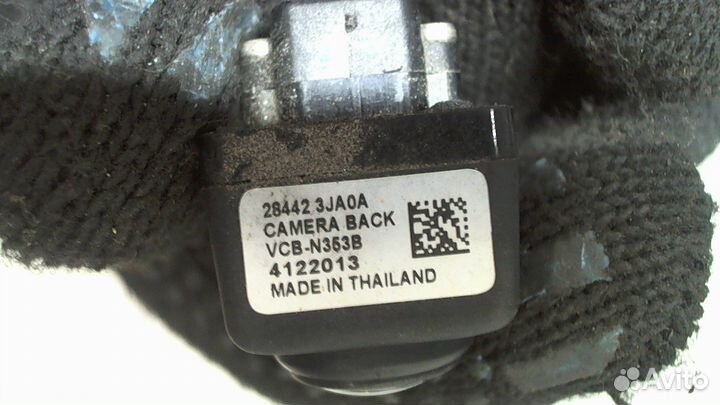 28442 3JA0A
CAMERA BACK
VCB-N353B
4122013
MADE IN THAILAND
Avito